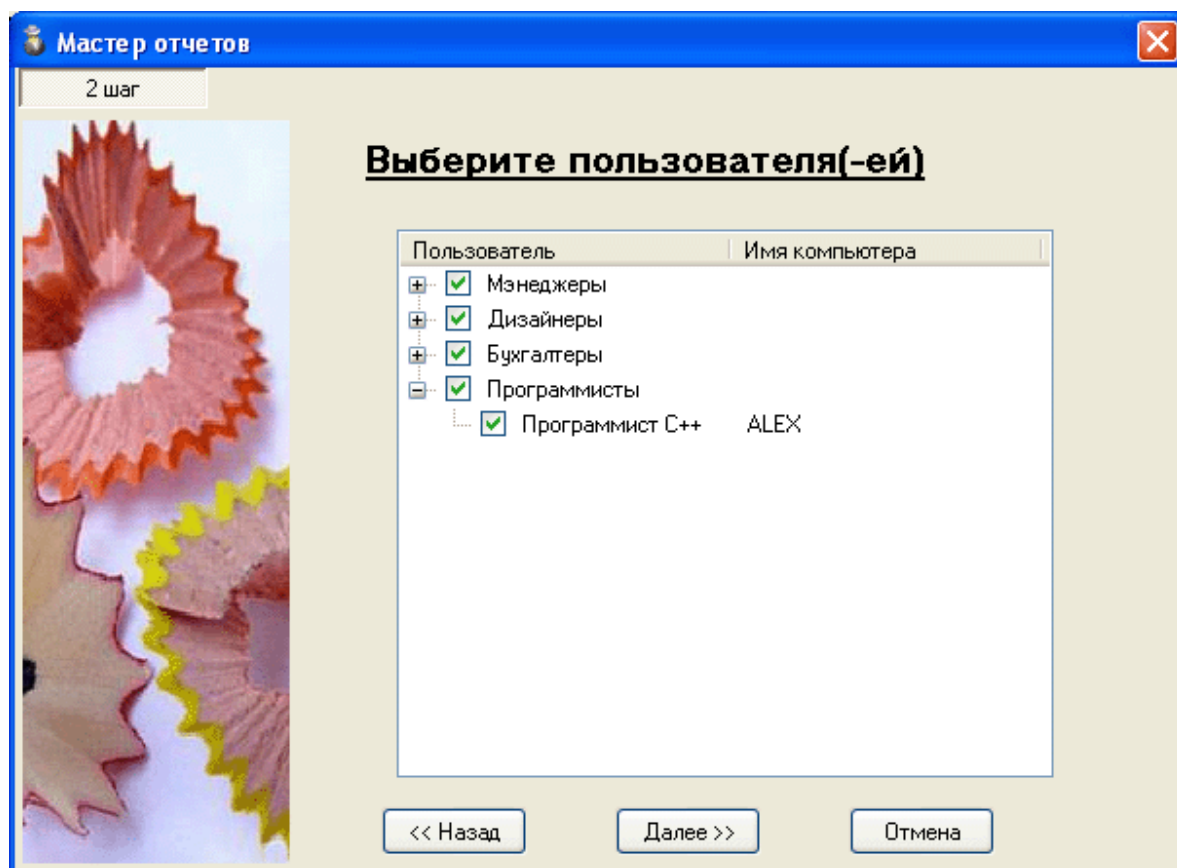 Мастер отчетов
2 шаг
Выберите пользователя(-ей)
Пользователь Имя компьютера
Мэнеджеры
Дизайнеры
Бухгалтеры
Программисты
Программист C++ ALEX
<< Назад Далее >> Отмена